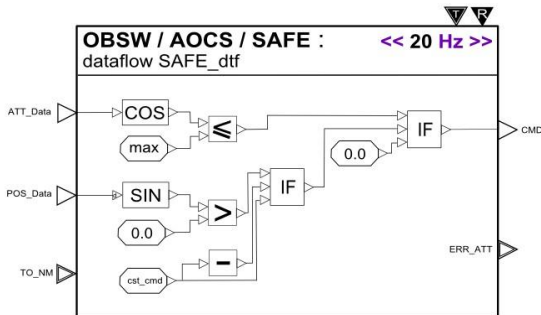 T R
OBSW / AOCS / SAFE : << 20 Hz >>
dataflow SAFE_dtf
ATT_Data
COS
≤
max
IF
CMD
0.0
POS_Data
SIN
>
IF
0.0
-
cst_cmd
TO_NM
ERR_ATT